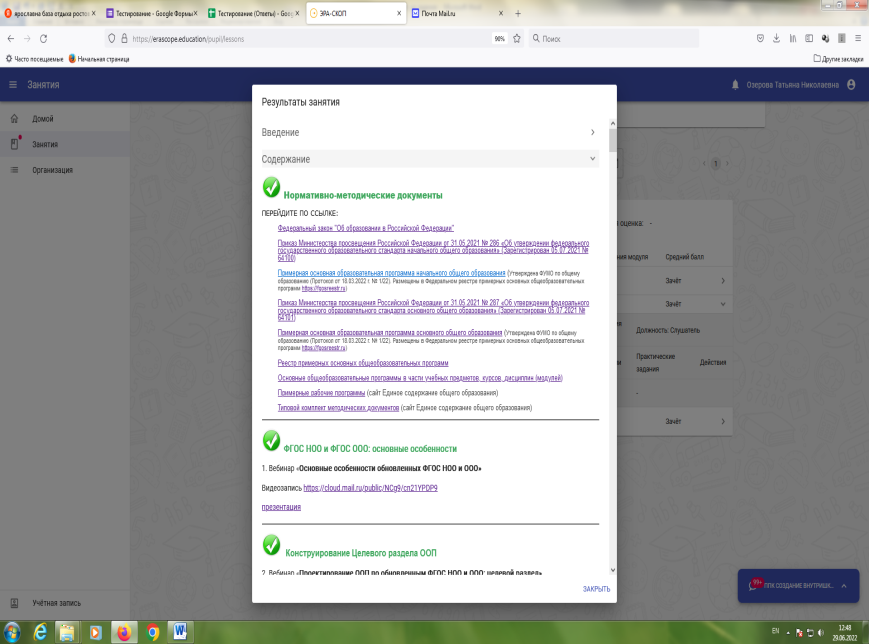 ярославна база отдыха росто
Тестирование - Google Формы
Тестирование (Ответы) - Goog
ЭРА-СКОП
Почта Mail.ru
https://erascope.education/pupil/lessons
90%
Поиск
Часто посещаемые
Начальная страница
Другие закладки
Занятия
Озерова Татьяна Николаевна
Домой
Занятия
Организация
Учётная запись
Результаты занятия
Введение
Содержание
Нормативно-методические документы
ПЕРЕЙДИТЕ ПО ССЫЛКЕ:
Федеральный закон "Об образовании в Российской Федерации"
Приказ Министерства просвещения Российской Федерации от 31.05.2021 № 286 «Об утверждении федерального
государственного образовательного стандарта начального общего образования» (Зарегистрирован 05.07.2021 №
64100)
Примерная основная образовательная программа начального общего образования (Утверждена ФУМО по общему
образованию (Протокол от 18.03.2022 г. № 1/22). Размещены в Федеральном реестре примерных основных общеобразовательных
программ https://fgosreestr.ru)
Приказ Министерства просвещения Российской Федерации от 31.05.2021 № 287 «Об утверждении федерального
государственного образовательного стандарта основного общего образования» (Зарегистрирован 05.07.2021 №
64101)
Примерная основная образовательная программа основного общего образования (Утверждена ФУМО по общему
образованию (Протокол от 18.03.2022 г. № 1/22). Размещены в Федеральном реестре примерных основных общеобразовательных
программ https://fgosreestr.ru)
Реестр примерных основных общеобразовательных программ
Основные общеобразовательные программы в части учебных предметов, курсов, дисциплин (модулей)
Примерные рабочие программы (сайт Единое содержание общего образования)
Типовой комплект методических документов (сайт Единое содержание общего образования)
ФГОС НОО и ФГОС ООО: основные особенности
1. Вебинар «Основные особенности обновленных ФГОС НОО и ООО»
Видеозапись https://cloud.mail.ru/public/NCg9/cn21YPDP9
презентация
Конструирование Целевого раздела ООП
2. Вебинар «Проектирование ООП по обновленным ФГОС НОО и ООО: целевой раздел»
ЗАКРЫТЬ
1
оценка: -
модуля Средний балл
Зачёт
Зачёт
Должность: Слушатель
Практические
задания
Действия
-
Зачёт
99+
ППК СОЗДАНИЕ ВНУТРИШК...
EN
12:48
29.06.2022